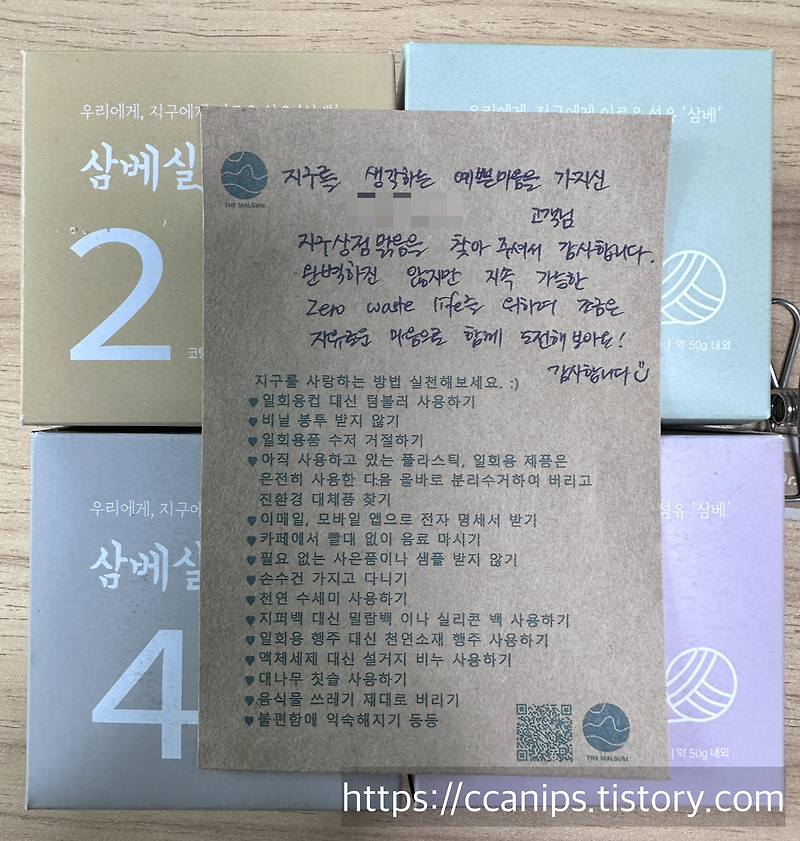 우리에게, 지구에게
삼베실
2
코팅
우리에게, 지구에게 이로운 섬유 '삼베'
| 약 50g 내외
THE MALGUM
지구를 생각하는 예쁜마음을 가지신
고객님
지구상점맑음을 찾아 주셔서 감사합니다.
완벽하진 않지만 지속 가능한
Zero waste life를 위하여 조금은
자유로운 마음으로 함께 도전해보아요!
감사합니다
지구를 사랑하는 방법 실천해보세요. :)
♥일회용컵 대신 텀블러 사용하기
♥비닐 봉투 받지 않기
♥일회용품 수저 거절하기
♥아직 사용하고 있는 플라스틱, 일회용 제품은
온전히 사용한 다음 올바로 분리수거하여 버리고
친환경 대체품 찾기
♥이메일, 모바일 앱으로 전자 명세서 받기
♥카페에서 빨대 없이 음료 마시기
♥필요 없는 사은품이나 샘플 받지 않기
♥손수건 가지고 다니기
♥천연 수세미 사용하기
♥지퍼백 대신 밀랍백 이나 실리콘 백 사용하기
♥일회용 행주 대신 천연소재 행주 사용하기
♥액체세제 대신 설거지 비누 사용하기
♥대나무 칫솔 사용하기
♥음식물 쓰레기 제대로 버리기
♥불편함에 익숙해지기 등등
THE MALGUM
우리에게, 지구에
삼베실
4
섬유 '삼베'
| 약 50g 내외
https://ccanips.tistory.com